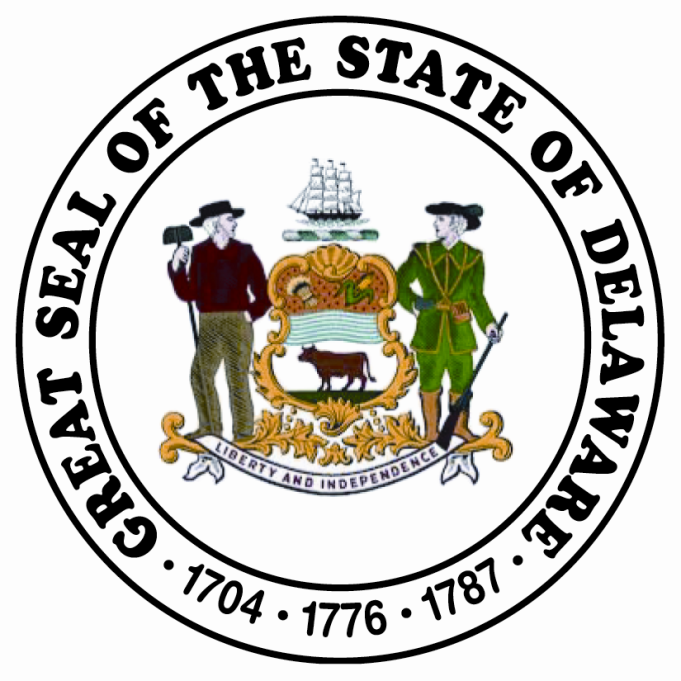 GREAT SEAL OF THE STATE OF DELAWARE
LIBERTY AND INDEPENDENCE
· 1704 · 1776 · 1787 ·